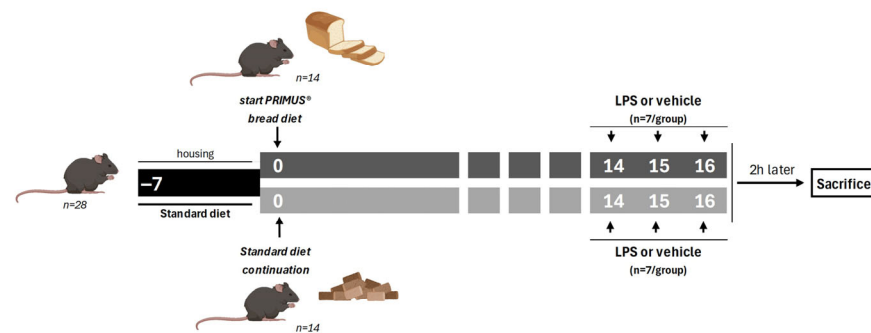 n=14
start PRIMUS®
bread diet
LPS or vehicle
(n=7/group)
housing
–7
0
14 15 16
2h later
Sacrifice
n=28
Standard diet
0
14 15 16
Standard diet
continuation
LPS or vehicle
(n=7/group)
n=14